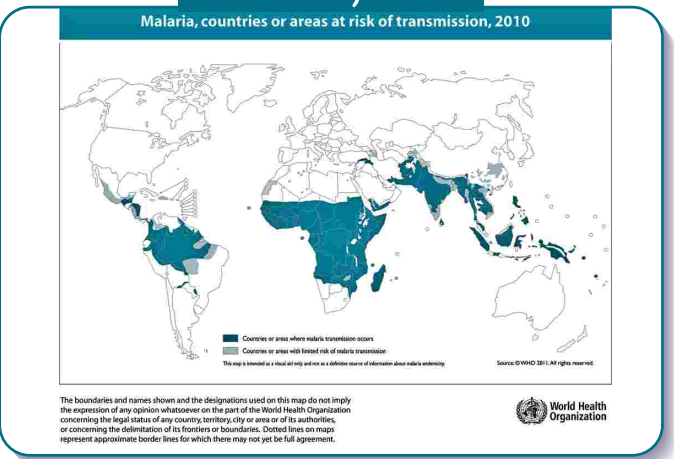 Malaria, countries or areas at risk of transmission, 2010
Countries or areas where malaria transmission occurs
Countries or areas with limited risk of malaria transmission
This map is intended as a visual aid only and not as a definitive source of information about malaria endemicity.
Source: © WHO 2011. All rights reserved.
The boundaries and names shown and the designations used on this map do not imply
the expression of any opinion whatsoever on the part of the World Health Organization
concerning the legal status of any country, territory, city or area or of its authorities,
or concerning the delimitation of its frontiers or boundaries. Dotted lines on maps
represent approximate border lines for which there may not yet be full agreement.
World Health
Organization